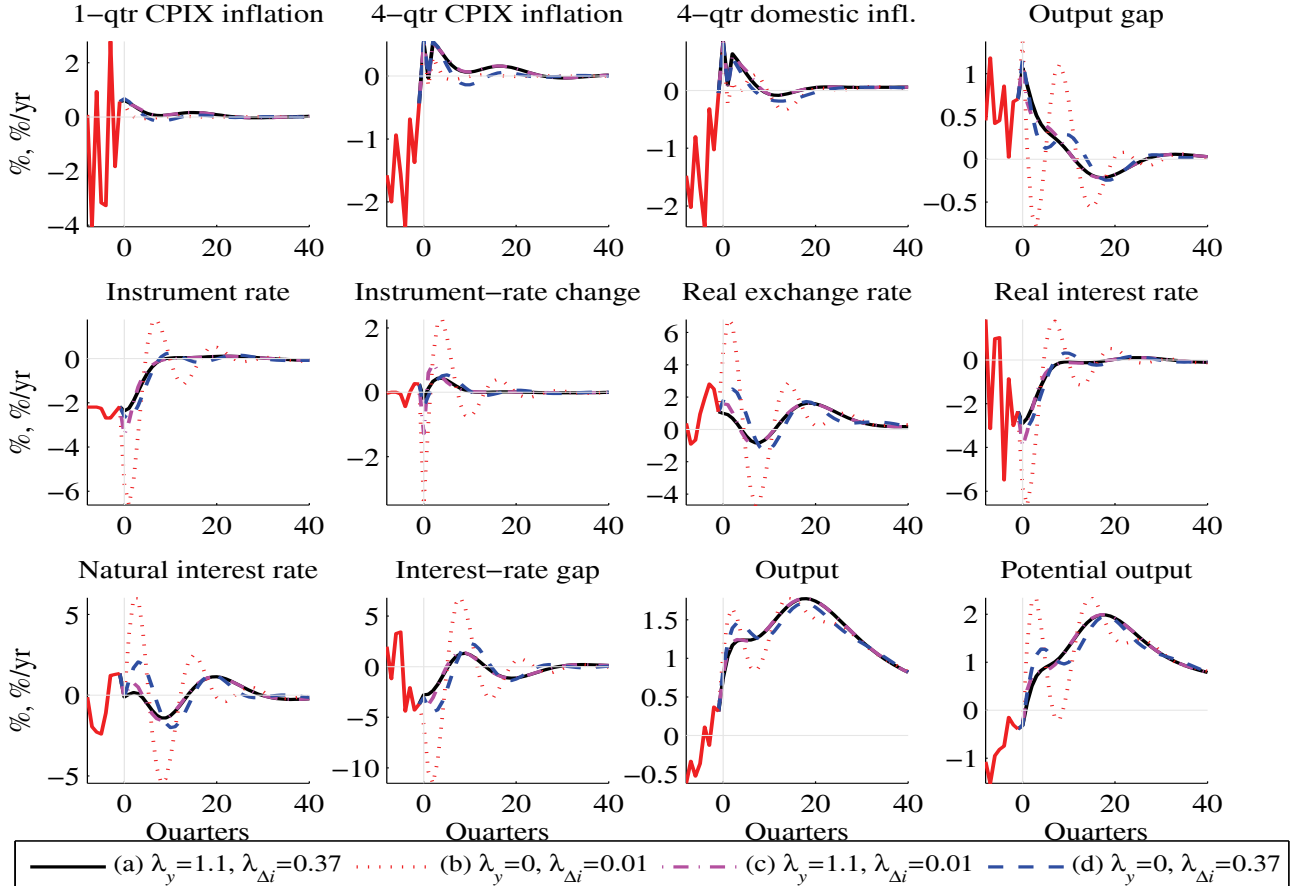 1−qtr CPIX inflation 4−qtr CPIX inflation 4−qtr domestic infl. Output gap
%, %/yr
2
0
−2
−4
0 20 40
0
−1
−2
0 20 40
0
−1
−2
0 20 40
1
0.5
0
−0.5
0 20 40
Instrument rate Instrument−rate change Real exchange rate Real interest rate
%, %/yr
0
−2
−4
−6
0 20 40
2
0
−2
0 20 40
6
4
2
0
−2
−4
0 20 40
0
−2
−4
−6
0 20 40
Natural interest rate Interest−rate gap Output Potential output
%, %/yr
5
0
−5
0 20 40
Quarters
5
0
−5
−10
0 20 40
Quarters
1.5
1
0.5
0
−0.5
0 20 40
Quarters
2
1
0
−1
0 20 40
Quarters
(a) λy=1.1, λΔi=0.37 (b) λy=0, λΔi=0.01 (c) λy=1.1, λΔi=0.01 (d) λy=0, λΔi=0.37